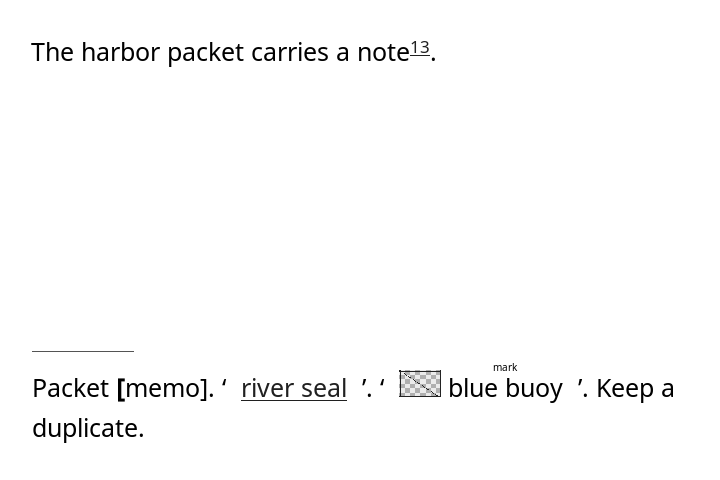 The harbor packet carries a note13.
mark
Packet [memo]. ‘ river seal ’. ‘ blue buoy ’. Keep a
duplicate.